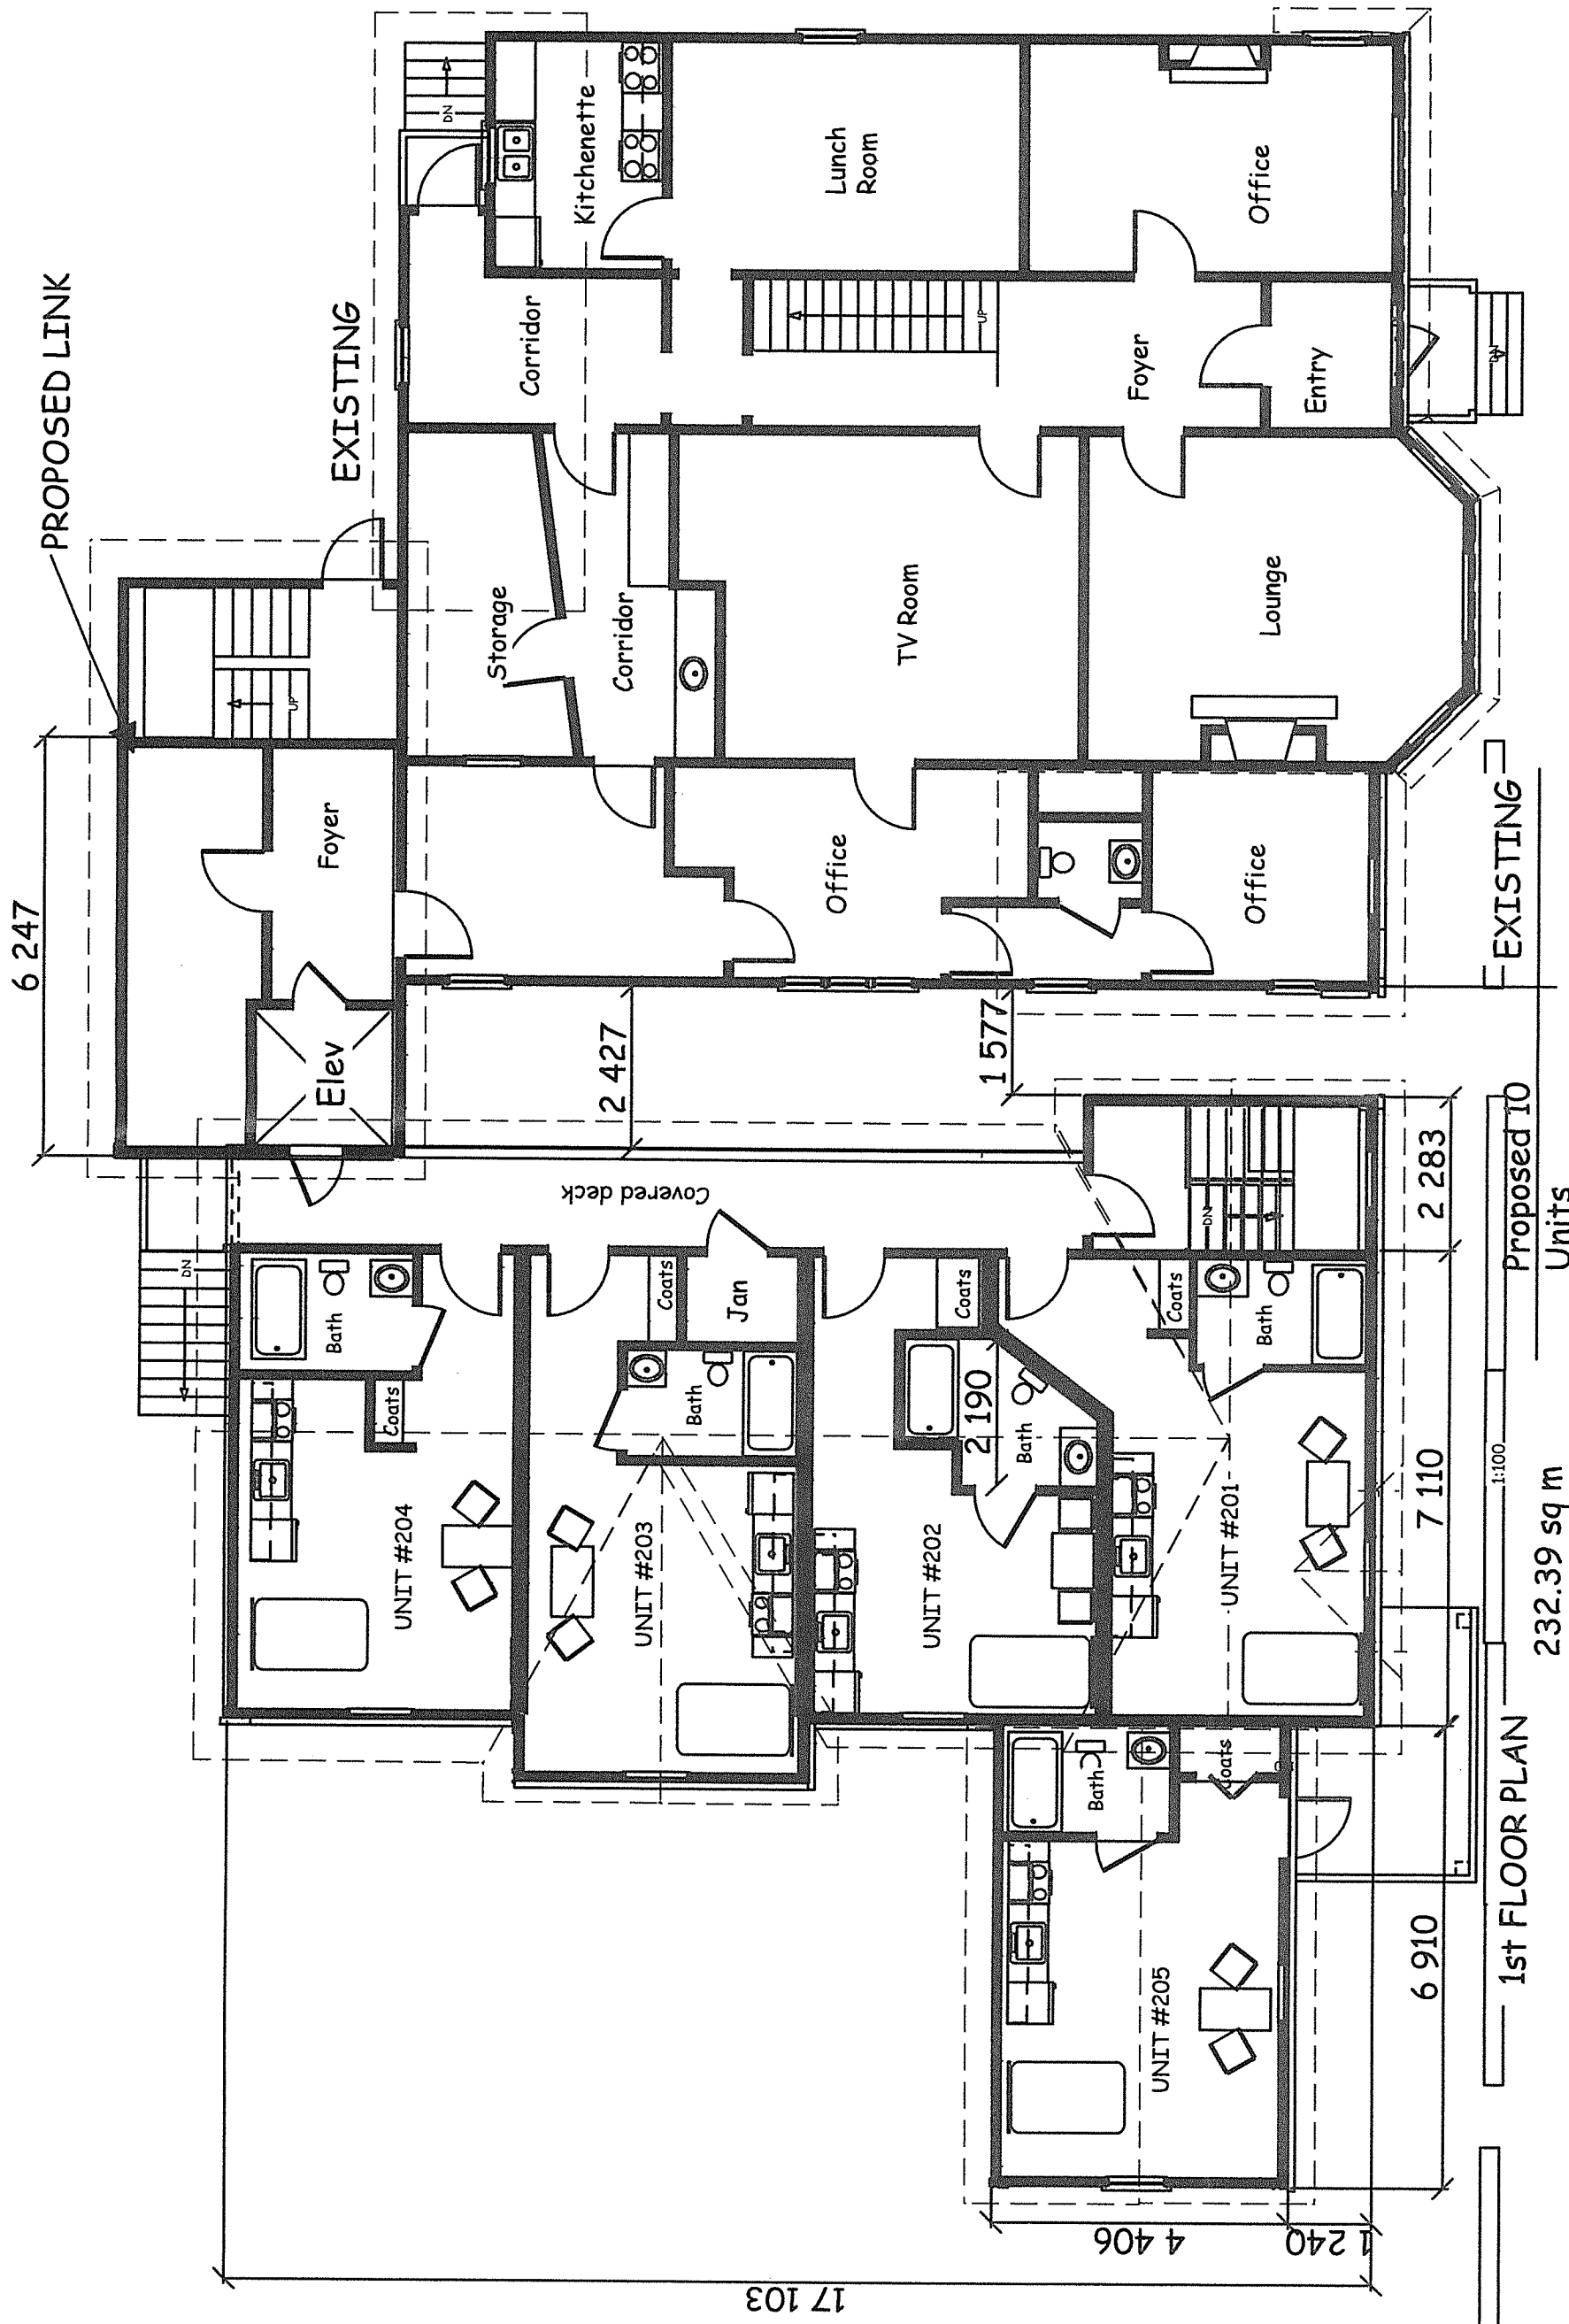 PROPOSED LINK
EXISTING
6 247
DN
Kitchenette
Lunch
Room
Office
Corridor
UP
Foyer
Entry
DN
Storage
Corridor
TV Room
Lounge
UP
Foyer
Office
Office
EXISTING
Elev
2 427
1 577
Covered deck
DN
2 283
Proposed 10
Units
DN
Bath
Coats
UNIT #204
Coats
Jan
Bath
UNIT #203
Coats
2 190
Bath
UNIT #202
Coats
Bath
UNIT #201
7 110
1:100
232.39 sq m
1st FLOOR PLAN
Bath
Coats
UNIT #205
6 910
4 406
1 240
17 103